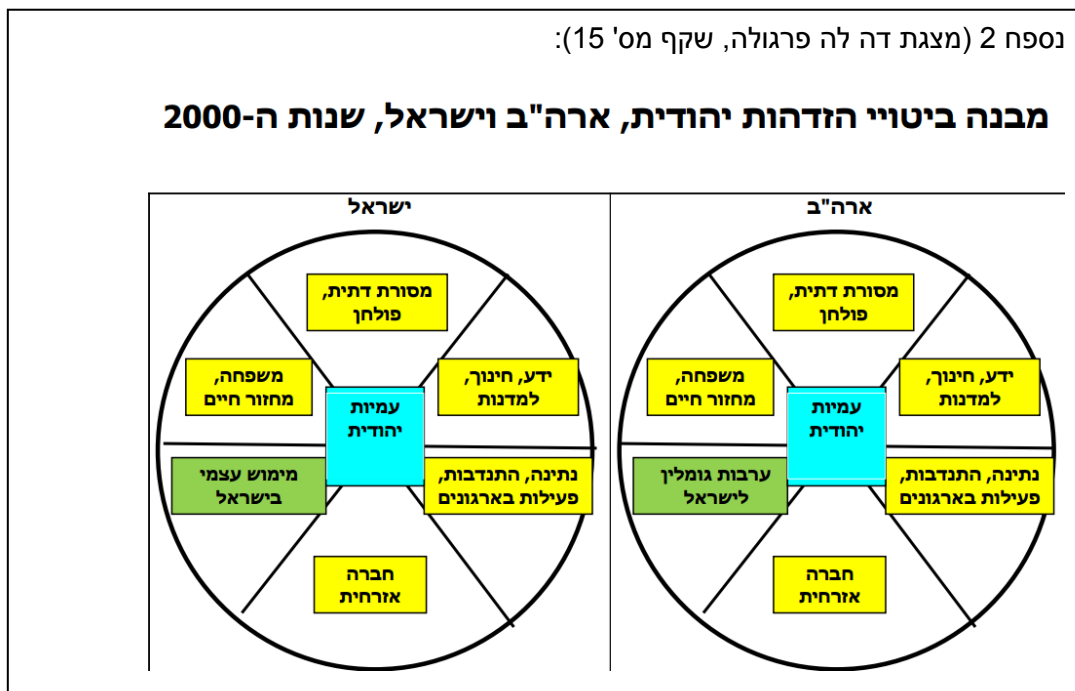 נספח 2 (מצגת דה לה פרגולה, שקף מס' 15):
מבנה ביטויי הזדהות יהודית, ארה"ב וישראל, שנות ה-2000
ארה"ב
מסורת דתית,
פולחן
ידע, חינוך,
למדנות
משפחה,
מחזור חיים
עמיות
יהודית
נתינה, התנדבות,
פעילות בארגונים
ערבות גומלין
לישראל
חברה
אזרחית
ישראל
מסורת דתית,
פולחן
ידע, חינוך,
למדנות
משפחה,
מחזור חיים
עמיות
יהודית
נתינה, התנדבות,
פעילות בארגונים
מימוש עצמי
בישראל
חברה
אזרחית